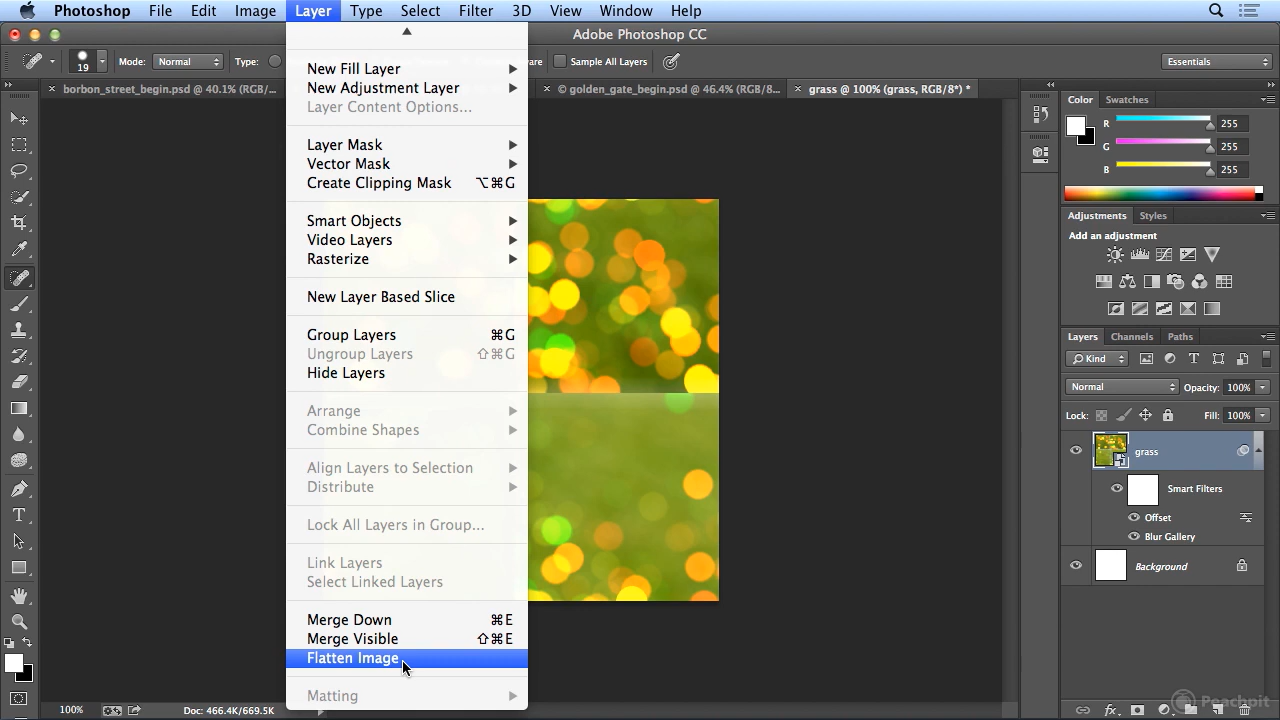 Photoshop File Edit Image Layer Type Select Filter 3D View Window Help
Adobe Photoshop CC
19 Mode: Normal Type: Sample All Layers Essentials
× borbon_street_begin.psd @ 40.1% (RGB/...
× © golden_gate_begin.psd @ 46.4% (RGB/8...
× grass @ 100% (grass, RGB/8*) *
New Fill Layer
New Adjustment Layer
Layer Content Options...
Layer Mask
Vector Mask
Create Clipping Mask ⌥⌘G
Smart Objects
Video Layers
Rasterize
New Layer Based Slice
Group Layers ⌘G
Ungroup Layers ⇧⌘G
Hide Layers
Arrange
Combine Shapes
Align Layers to Selection
Distribute
Lock All Layers in Group...
Link Layers
Select Linked Layers
Merge Down ⌘E
Merge Visible ⇧⌘E
Flatten Image
Matting
100% Doc: 466.4K/669.5K
Color Swatches
R 255
G 255
B 255
Adjustments Styles
Add an adjustment
Layers Channels Paths
Kind
Normal Opacity: 100%
Lock: Fill: 100%
grass
Smart Filters
Offset
Blur Gallery
Background
Peachpit